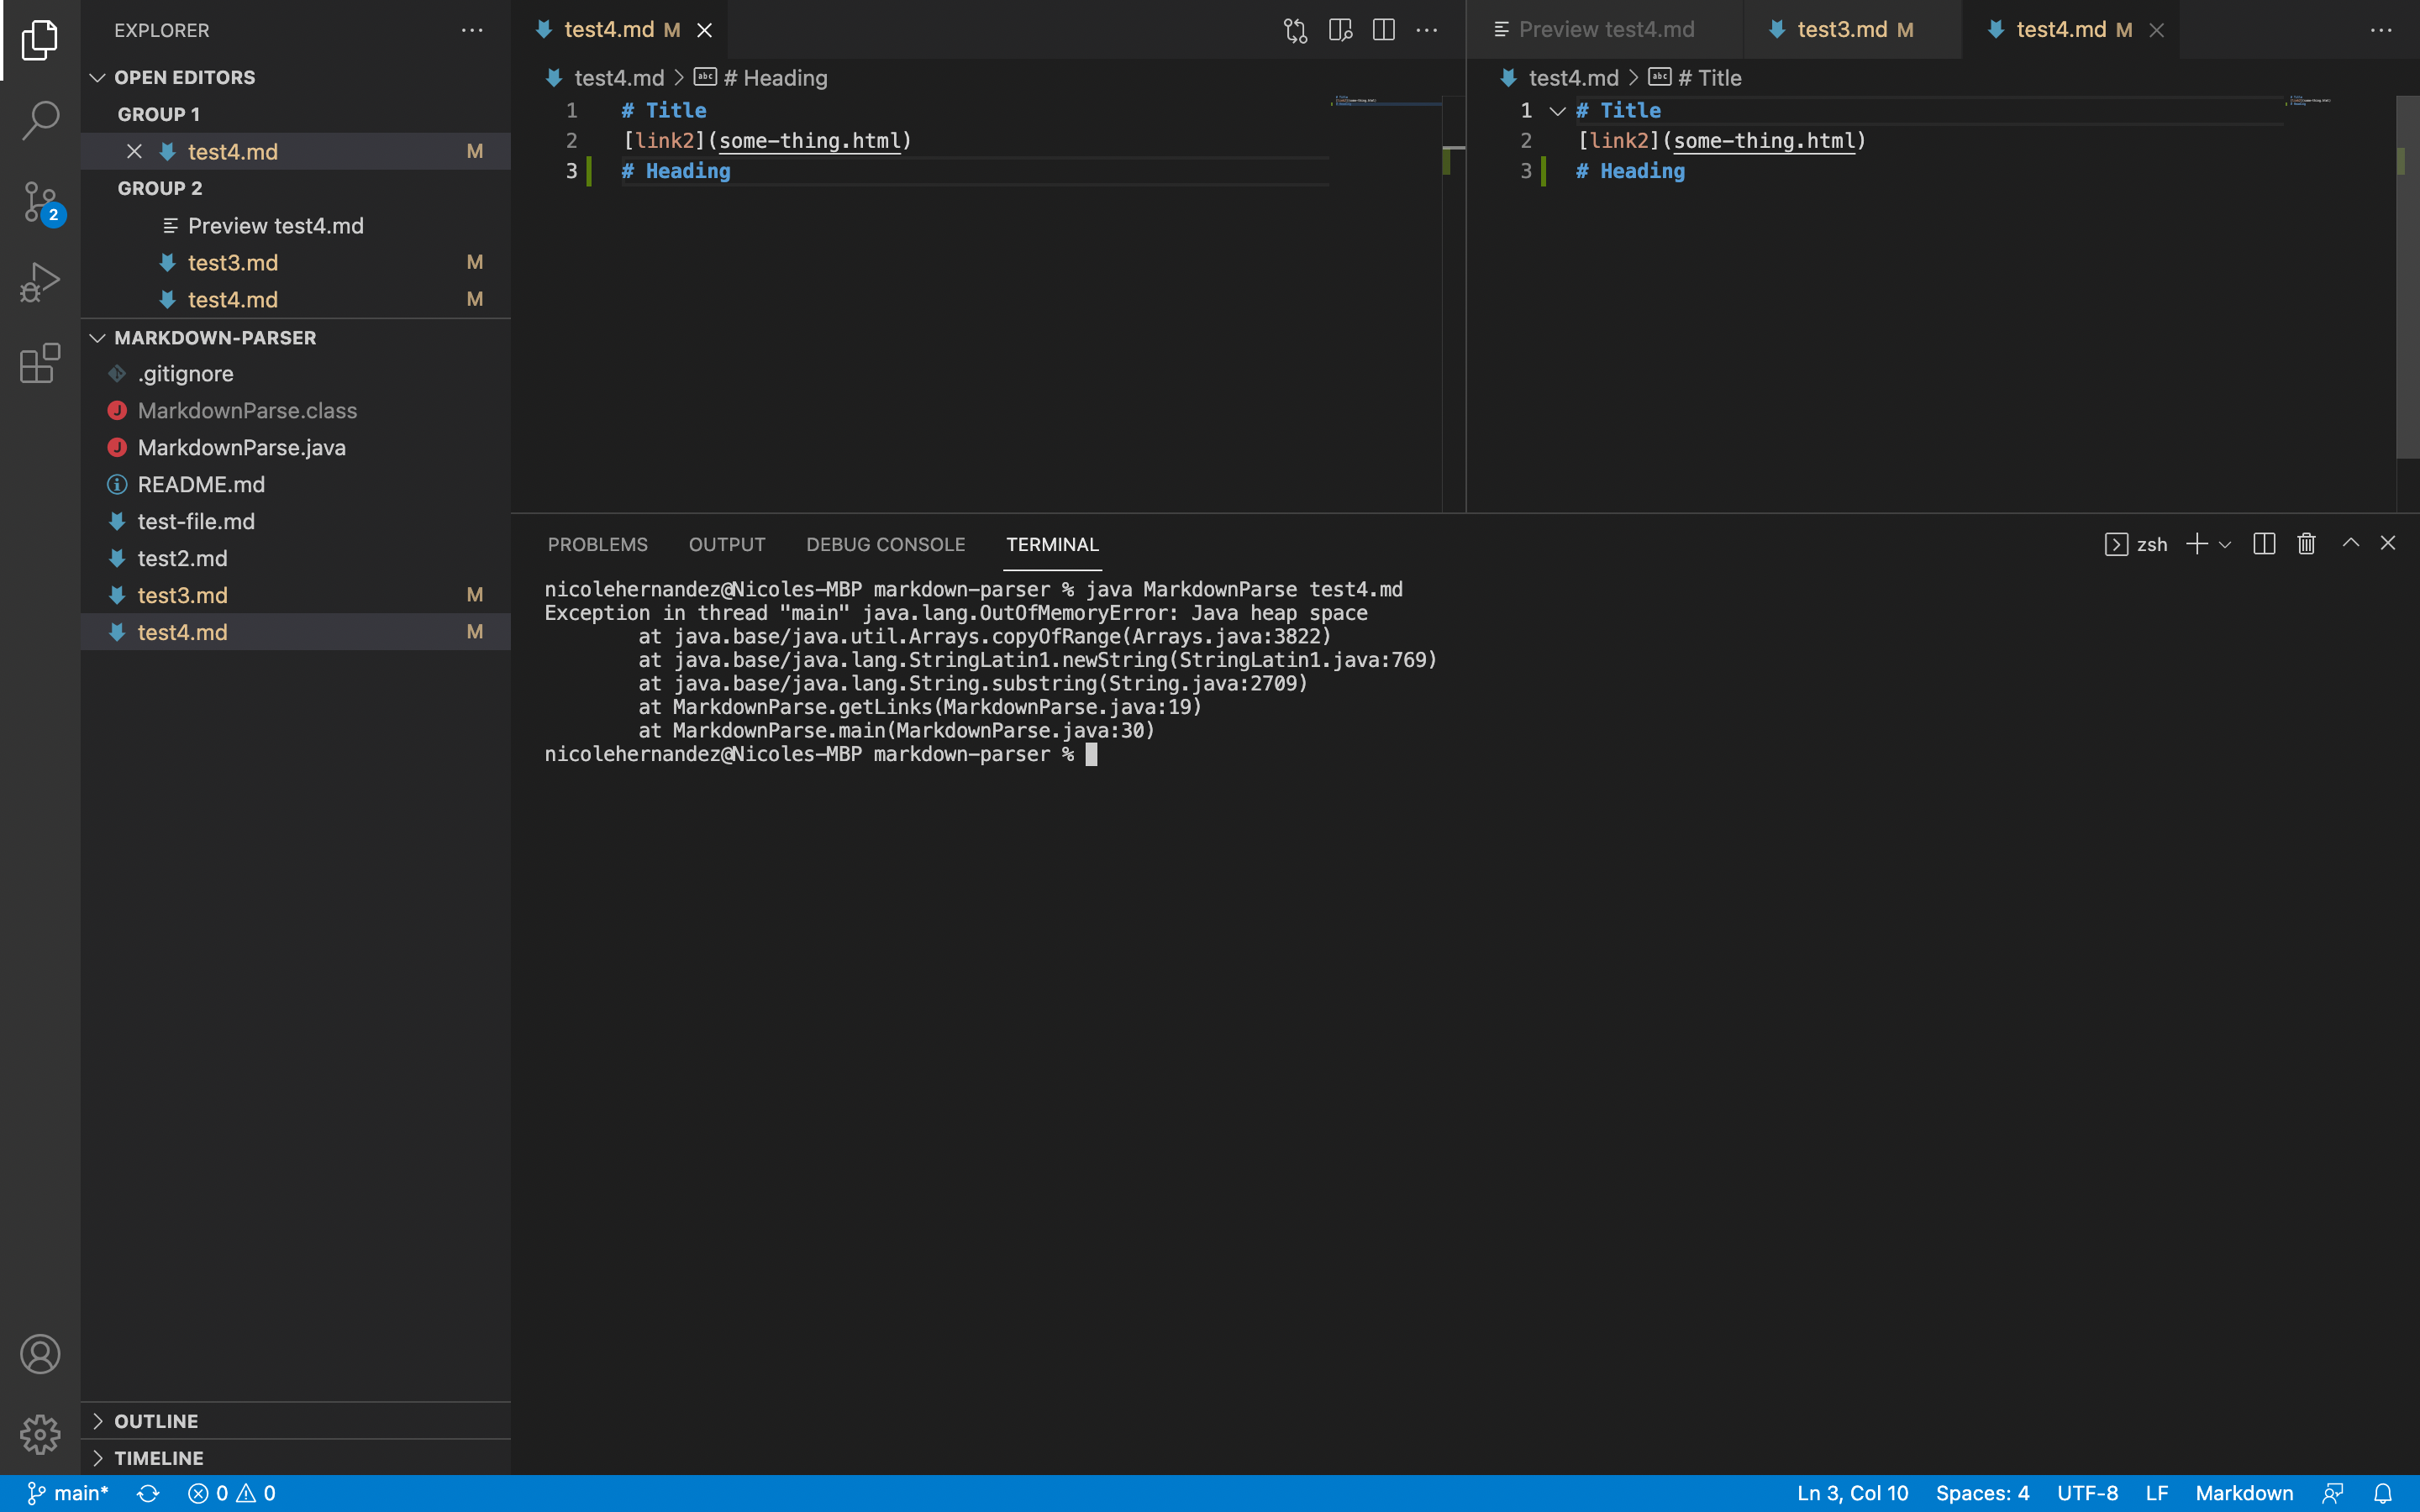 EXPLORER
OPEN EDITORS
GROUP 1
test4.md M
GROUP 2
Preview test4.md
test3.md M
test4.md M
MARKDOWN-PARSER
.gitignore
MarkdownParse.class
MarkdownParse.java
README.md
test-file.md
test2.md
test3.md M
test4.md M
OUTLINE
TIMELINE
2
test4.md M
test4.md > # Heading
1 # Title
2 [link2](some-thing.html)
3 # Heading
Preview test4.md test3.md M test4.md M
test4.md > # Title
1 # Title
2 [link2](some-thing.html)
3 # Heading
PROBLEMS OUTPUT DEBUG CONSOLE TERMINAL zsh
nicolehernandez@Nicoles-MBP markdown-parser % java MarkdownParse test4.md
Exception in thread "main" java.lang.OutOfMemoryError: Java heap space
at java.base/java.util.Arrays.copyOfRange(Arrays.java:3822)
at java.base/java.lang.StringLatin1.newString(StringLatin1.java:769)
at java.base/java.lang.String.substring(String.java:2709)
at MarkdownParse.getLinks(MarkdownParse.java:19)
at MarkdownParse.main(MarkdownParse.java:30)
nicolehernandez@Nicoles-MBP markdown-parser %
main* 0 0 Ln 3, Col 10 Spaces: 4 UTF-8 LF Markdown